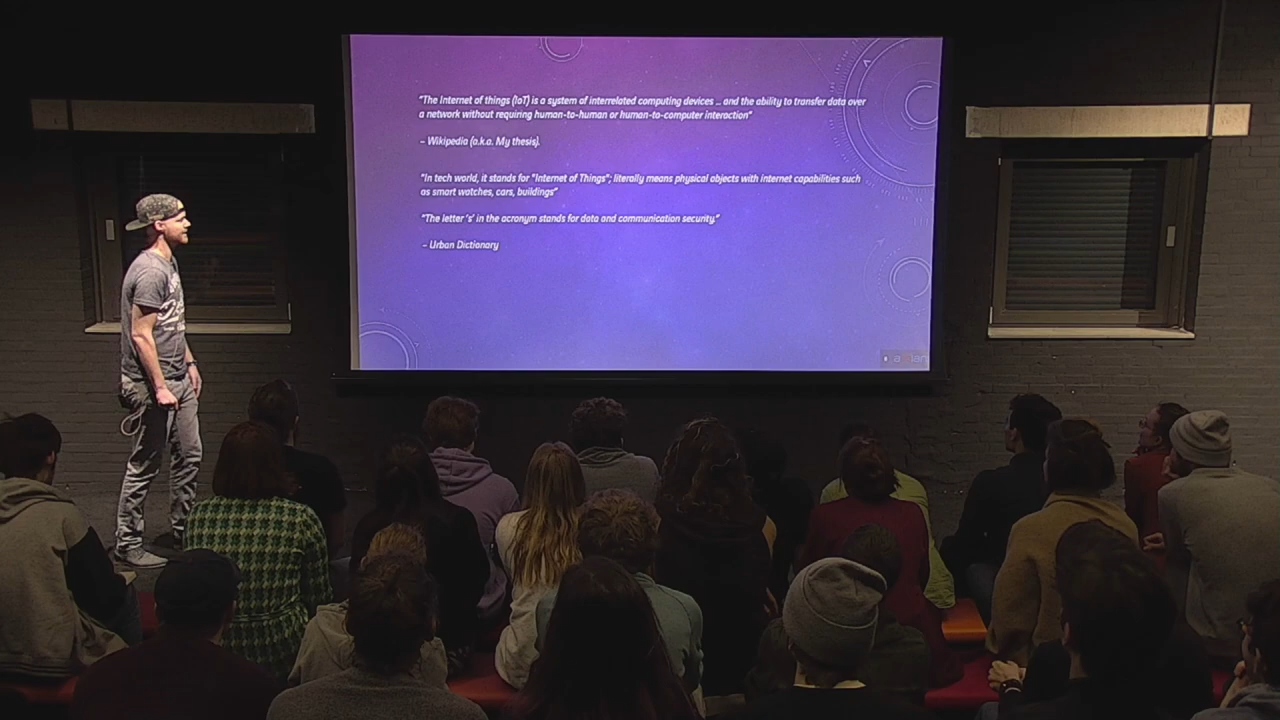 "The Internet of things (IoT) is a system of interrelated computing devices ... and the ability to transfer data over
a network without requiring human-to-human or human-to-computer interaction"
– Wikipedia (a.k.a. My thesis).
"In tech world, it stands for "Internet of Things"; literally means physical objects with internet capabilities such
as smart watches, cars, buildings"
"The letter 's' in the acronym stands for data and communication security."
– Urban Dictionary